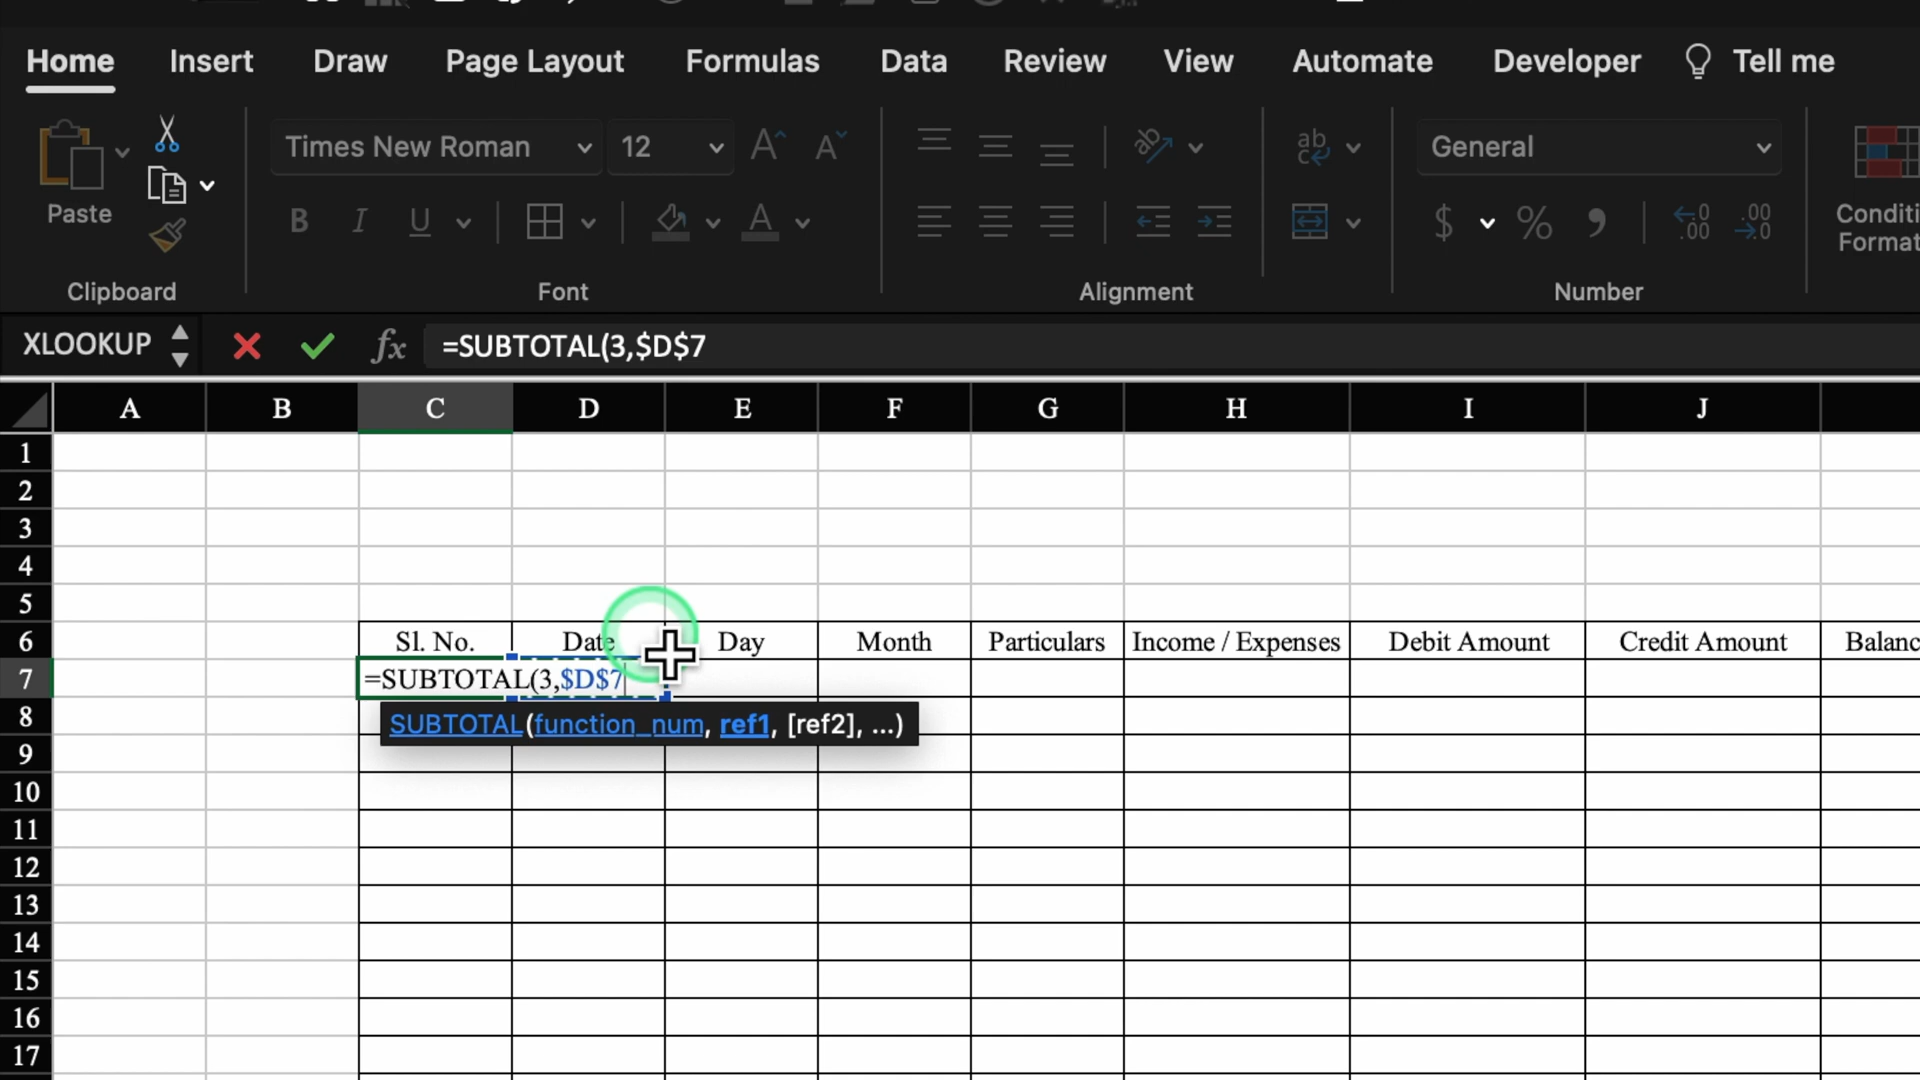 Home Insert Draw Page Layout Formulas Data Review View Automate Developer Tell me
Times New Roman 12 General
Paste
Conditi
Format
Clipboard Font Alignment Number
XLOOKUP fx =SUBTOTAL(3,$D$7
A B C D E F G H I J
1
2
3
4
5
6 Sl. No. Date Day Month Particulars Income / Expenses Debit Amount Credit Amount Balanc
7 =SUBTOTAL(3,$D$7
8 SUBTOTAL(function_num, ref1, [ref2], ...)
9
10
11
12
13
14
15
16
17